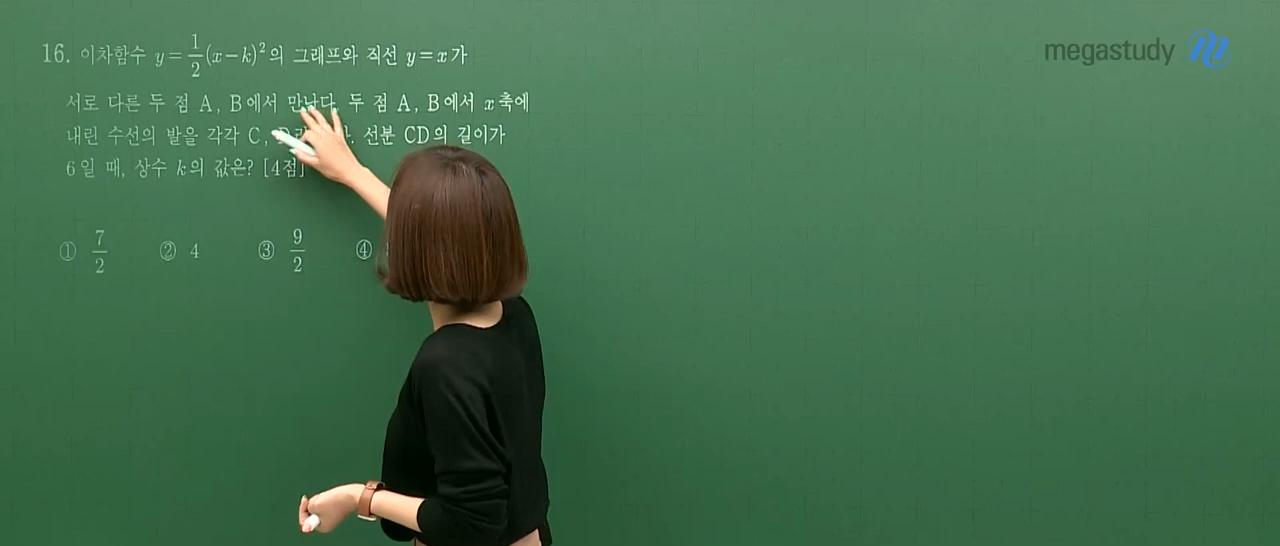 megastudy
16. 이차함수 y = 1/2 (x-k)²의 그래프와 직선 y = x가
서로 다른 두 점 A, B에서 만난다. 두 점 A, B에서 x축에
내린 수선의 발을 각각 C, 선분 CD의 길이가
6일 때, 상수 k의 값은? [4점]
① 7/2 ② 4 ③ 9/2 ④